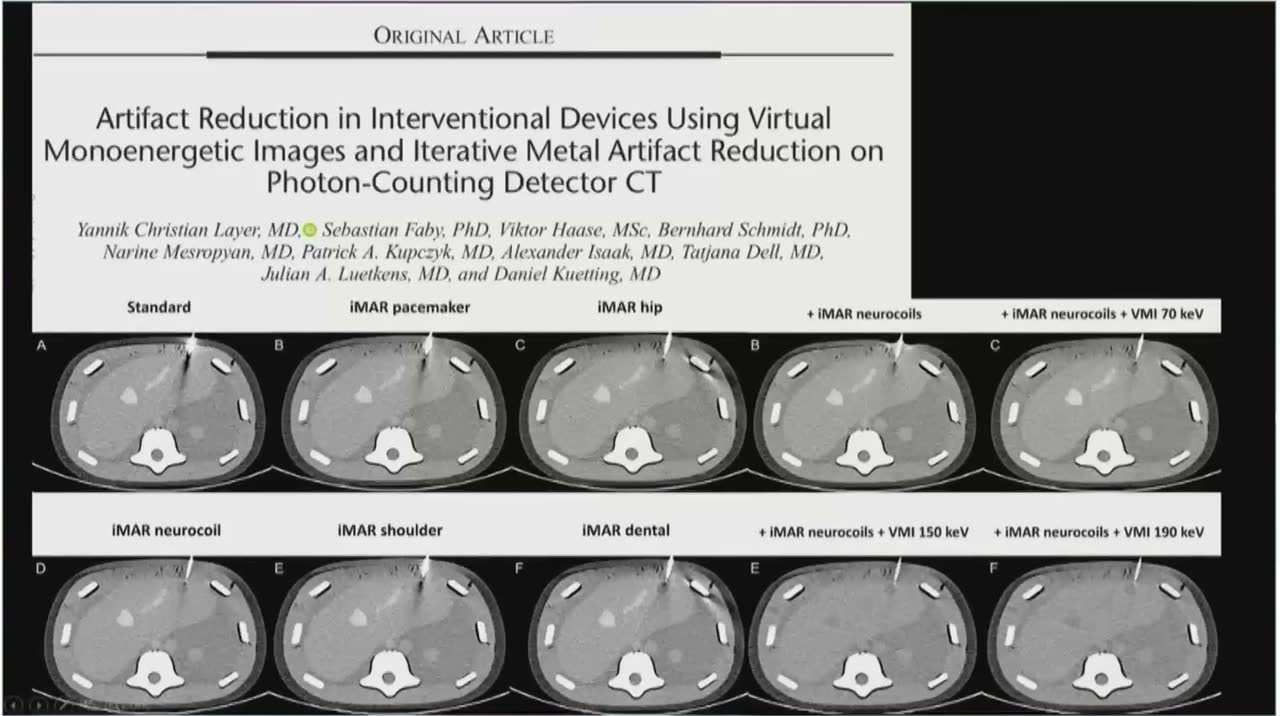 ORIGINAL ARTICLE
Artifact Reduction in Interventional Devices Using Virtual
Monoenergetic Images and Iterative Metal Artifact Reduction on
Photon-Counting Detector CT
Yannik Christian Layer, MD, Sebastian Faby, PhD, Viktor Haase, MSc, Bernhard Schmidt, PhD,
Narine Mesropyan, MD, Patrick A. Kupczyk, MD, Alexander Isaak, MD, Tatjana Dell, MD,
Julian A. Luetkens, MD, and Daniel Kuetting, MD
Standard
iMAR pacemaker
iMAR hip
+ iMAR neurocoils
+ iMAR neurocoils + VMI 70 keV
A
B
C
B
C
iMAR neurocoil
iMAR shoulder
iMAR dental
+ iMAR neurocoils + VMI 150 keV
+ iMAR neurocoils + VMI 190 keV
D
E
F
E
F